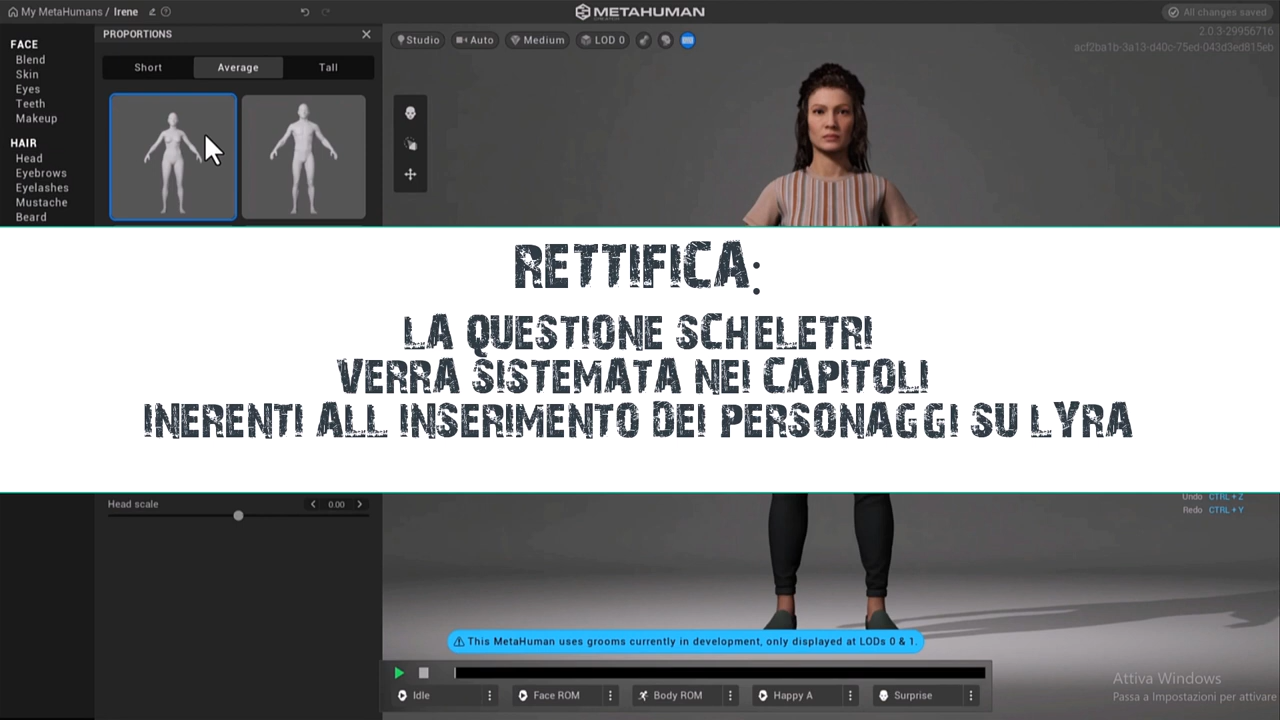 My MetaHumans / Irene
METAHUMAN
CREATOR
All changes saved
2.0.3-29956716
acf2ba1b-3a13-d40c-75ed-043d3ed815eb
FACE
Blend
Skin
Eyes
Teeth
Makeup
HAIR
Head
Eyebrows
Eyelashes
Mustache
Beard
PROPORTIONS
Short Average Tall
Studio Auto Medium LOD 0
RETTIFICA:
LA QUESTIONE SCHELETRI
VERRA SISTEMATA NEI CAPITOLI
INERENTI ALL INSERIMENTO DEI PERSONAGGI SU LYRA
Head scale 0.00
Undo CTRL + Z
Redo CTRL + Y
This MetaHuman uses grooms currently in development, only displayed at LODs 0 & 1.
Idle Face ROM Body ROM Happy A Surprise
Attiva Windows
Passa a Impostazioni per attivare